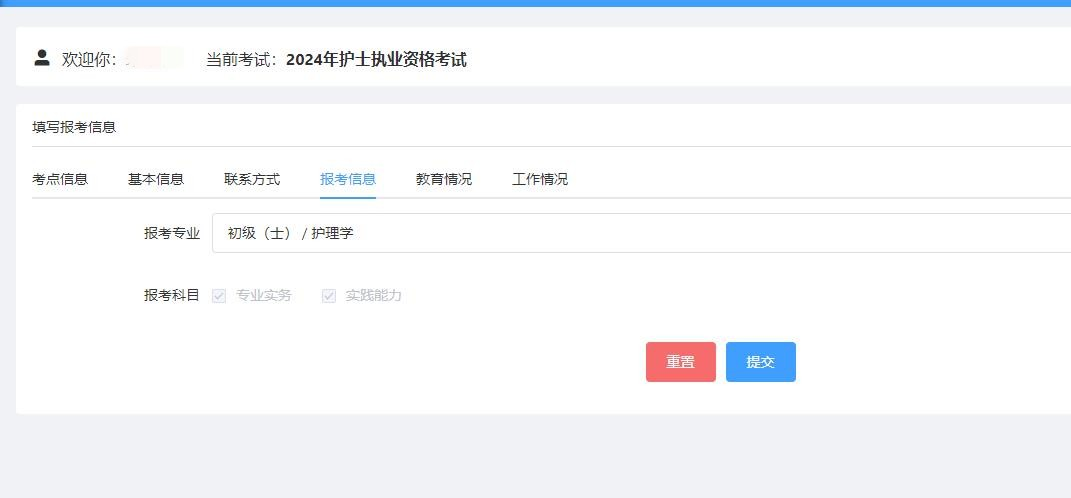 欢迎你： 当前考试：2024年护士执业资格考试
填写报考信息
考点信息 基本信息 联系方式 报考信息 教育情况 工作情况
报考专业 初级（士） / 护理学
报考科目 专业实务 实践能力
重置 提交